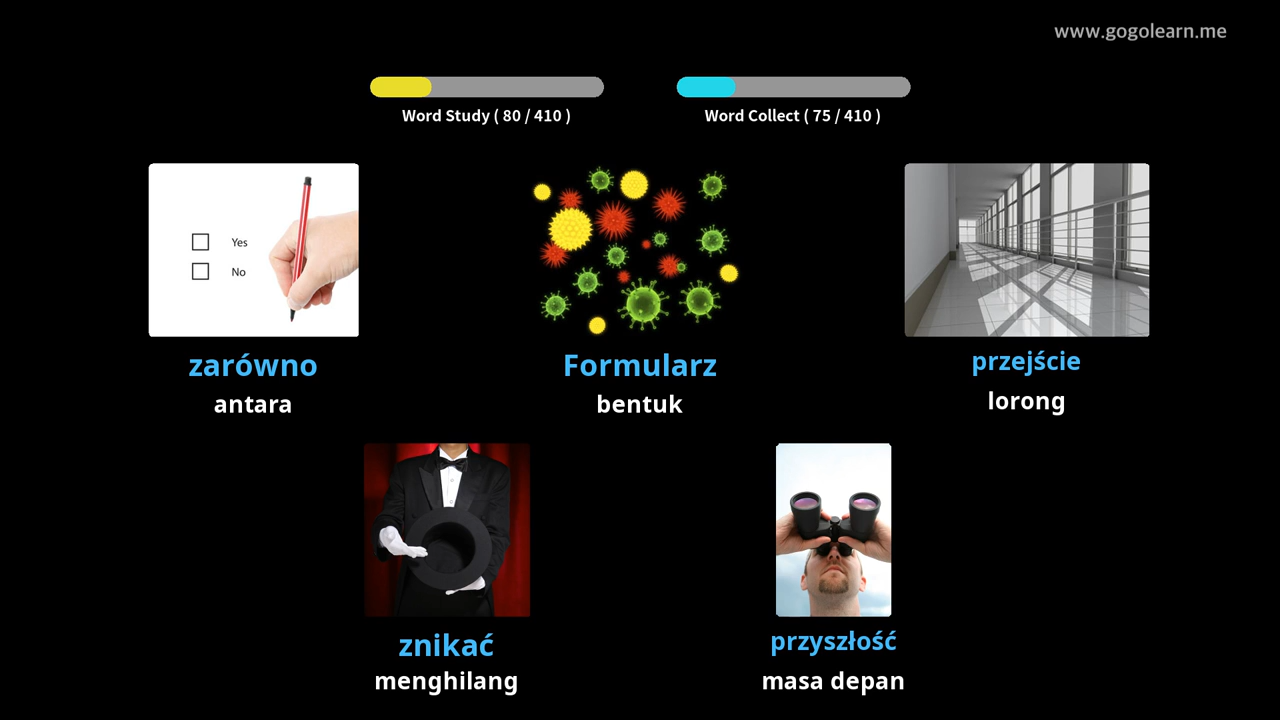 www.gogolearn.me
Word Study ( 80 / 410 )
Word Collect ( 75 / 410 )
Yes
No
zarówno
antara
Formularz
bentuk
przejście
lorong
znikać
menghilang
przyszłość
masa depan